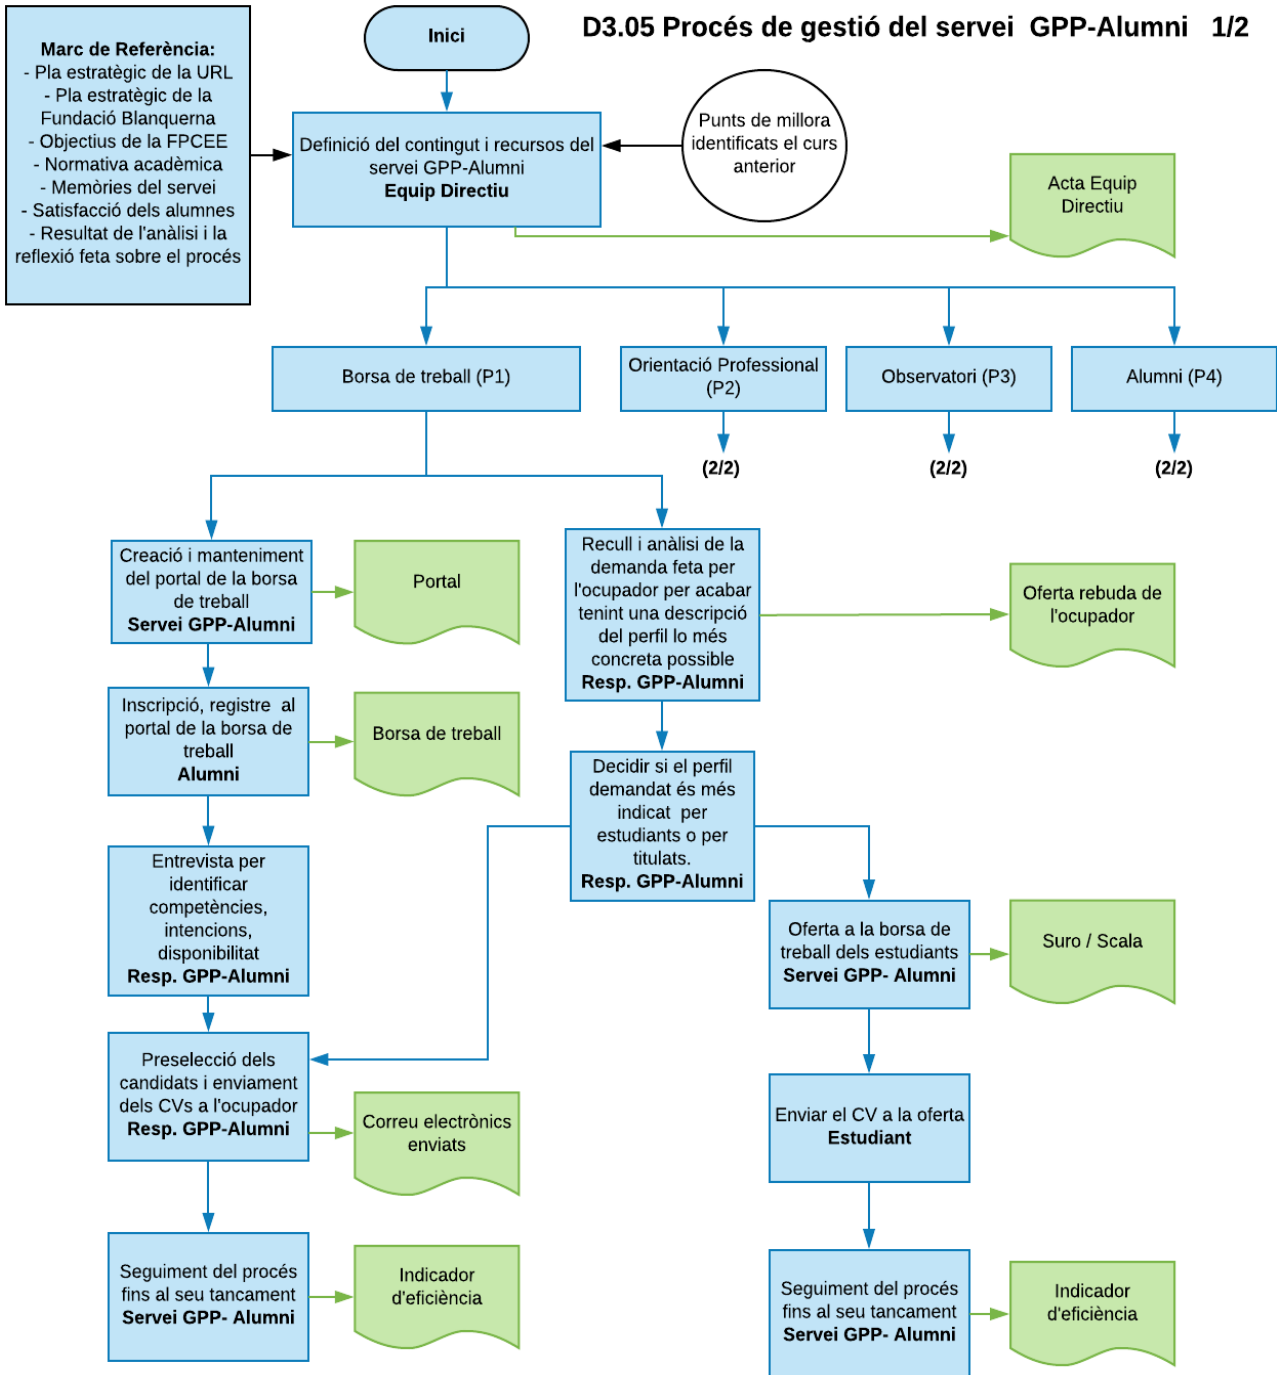 D3.05 Procés de gestió del servei GPP-Alumni 1/2
Marc de Referència:
- Pla estratègic de la URL
- Pla estratègic de la
Fundació Blanquerna
- Objectius de la FPCEE
- Normativa acadèmica
- Memòries del servei
- Satisfacció dels alumnes
- Resultat de l'anàlisi i la
reflexió feta sobre el procés
Inici
Definició del contingut i recursos del
servei GPP-Alumni
Equip Directiu
Punts de millora
identificats el curs
anterior
Acta Equip
Directiu
Borsa de treball (P1)
Orientació Professional
(P2)
Observatori (P3)
Alumni (P4)
(2/2)
(2/2)
(2/2)
Creació i manteniment
del portal de la borsa
de treball
Servei GPP-Alumni
Portal
Recull i anàlisi de la
demanda feta per
l'ocupador per acabar
tenint una descripció
del perfil lo més
concreta possible
Resp. GPP-Alumni
Oferta rebuda de
l'ocupador
Inscripció, registre al
portal de la borsa de
treball
Alumni
Borsa de treball
Decidir si el perfil
demandat és més
indicat per
estudiants o per
titulats.
Resp. GPP-Alumni
Entrevista per
identificar
competències,
intencions,
disponibilitat
Resp. GPP-Alumni
Oferta a la borsa de
treball dels estudiants
Servei GPP- Alumni
Suro / Scala
Preselecció dels
candidats i enviament
dels CVs a l'ocupador
Resp. GPP-Alumni
Correu electrònics
enviats
Enviar el CV a la oferta
Estudiant
Seguiment del procés
fins al seu tancament
Servei GPP- Alumni
Indicador
d'eficiència
Seguiment del procés
fins al seu tancament
Servei GPP- Alumni
Indicador
d'eficiència